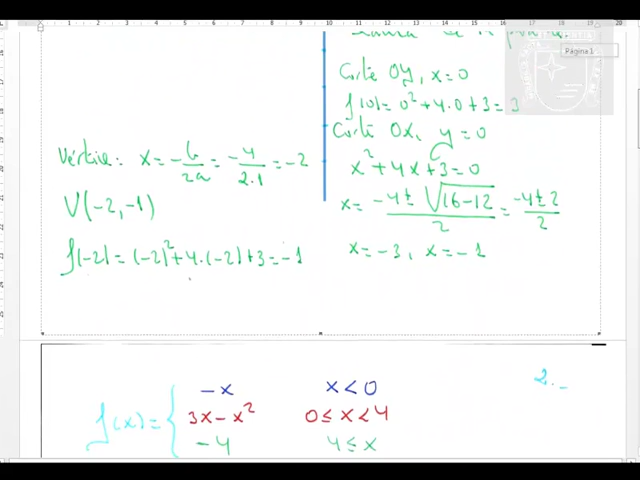 Corte OY, x=0
f(0)=0²+4·0+3=3
Corte OX, y=0
x²+4x+3=0
x= (-4±√(16-12))/2 = (-4±2)/2
x=-3, x=-1
Vértice: x=-b/2a=-4/2·1=-2
V(-2,-1)
f(-2)=(-2)²+4·(-2)+3=-1
Página 1
2.-
f(x)={
-x x<0
3x-x² 0≤x<4
-4 4≤x